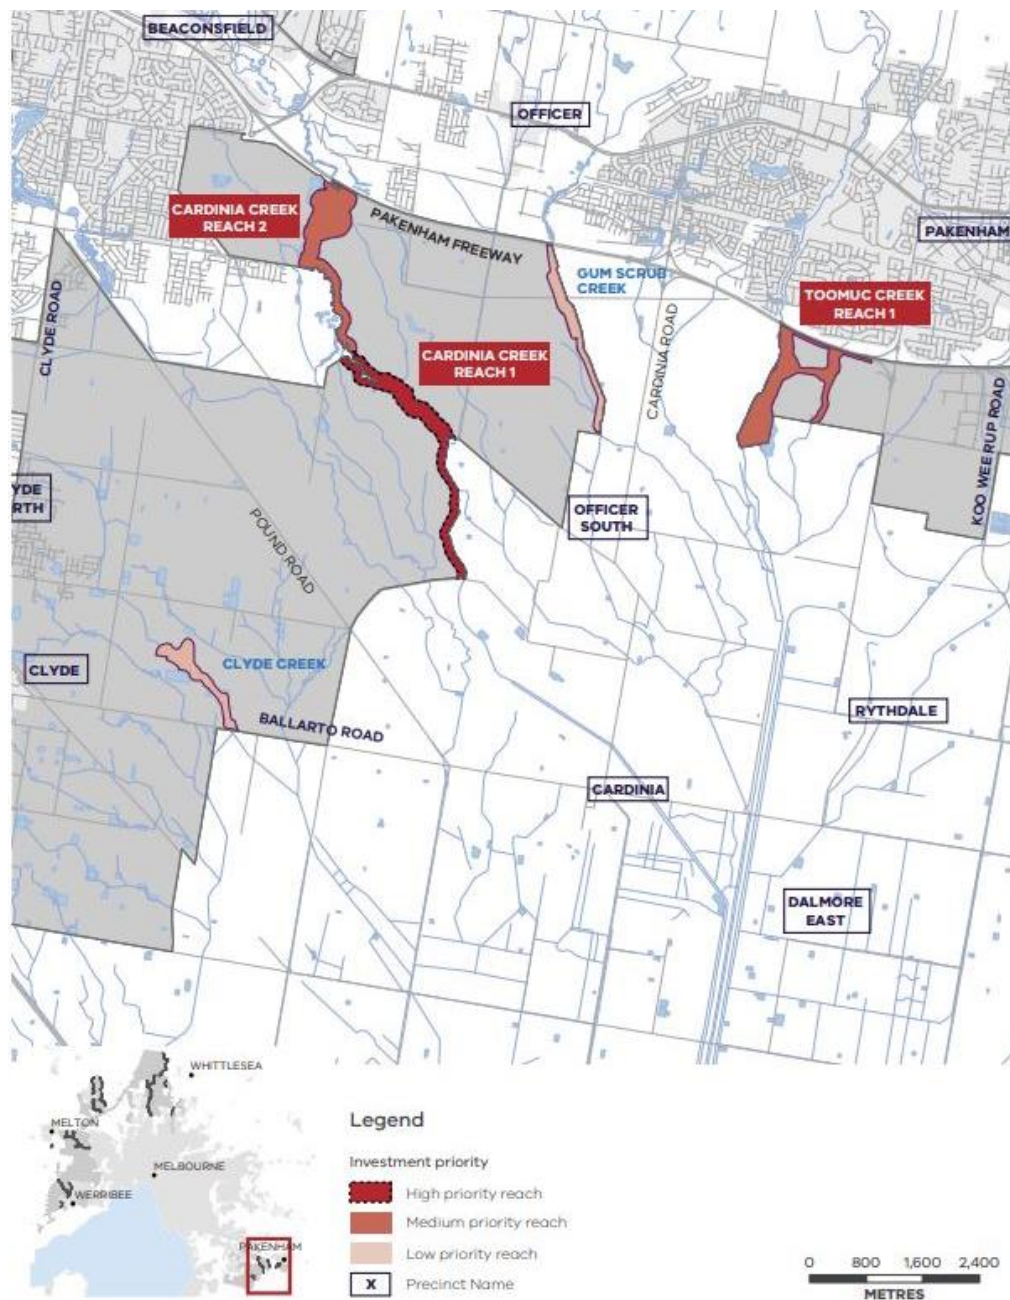 BEACONSFIELD
OFFICER
CARDINIA CREEK
REACH 2
PAKENHAM FREEWAY
PAKENHAM
GUM SCRUB
CREEK
TOOMUC CREEK
REACH 1
CLYDE ROAD
CARDINIA CREEK
REACH 1
CARDINIA ROAD
KOO WEE RUP ROAD
YDE
RTH
POUND ROAD
OFFICER
SOUTH
CLYDE
CLYDE CREEK
BALLARTO ROAD
RYTHDALE
CARDINIA
DALMORE
EAST
WHITTLESEA
MELTON
MELBOURNE
WERRIBEE
PAKENHAM
Legend
Investment priority
High priority reach
Medium priority reach
Low priority reach
X Precinct Name
0 800 1,600 2,400
METRES